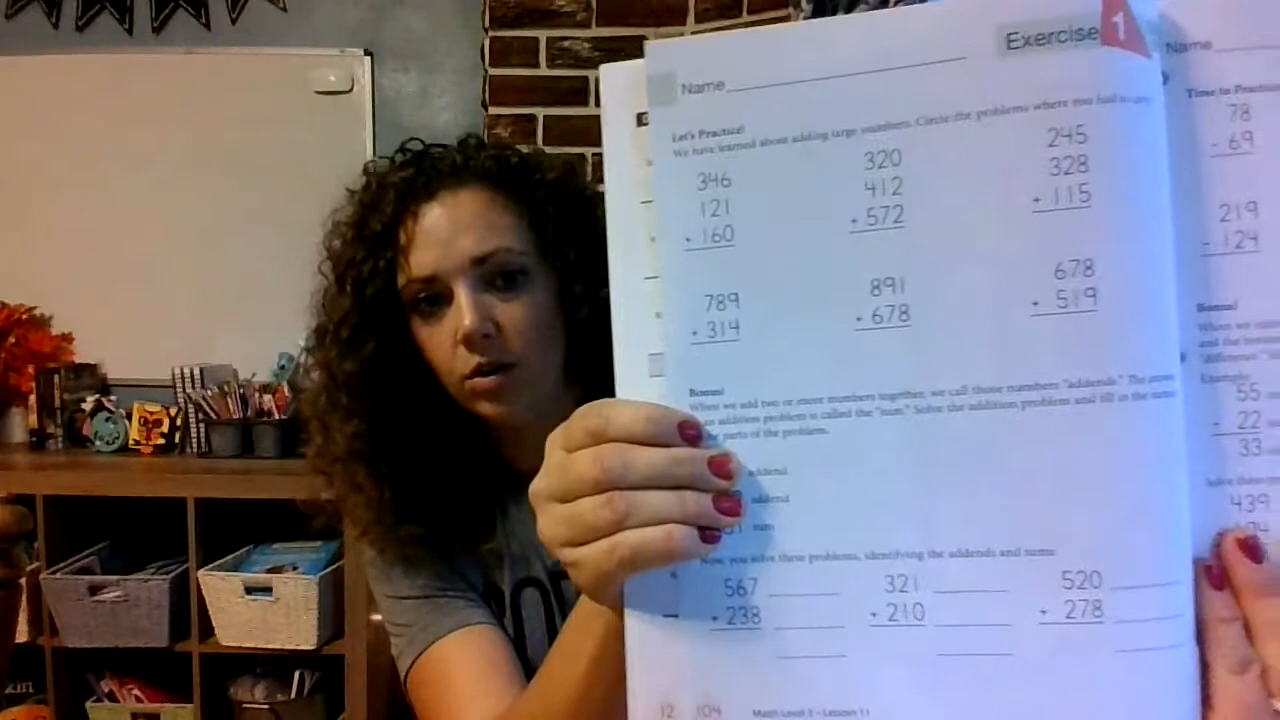 Exercise 1
Name
Let's Practice!
We have learned about adding large numbers. Circle the problems where you had to
346 320 245
121 412 328
+ 160 + 572 + 115
789 891 678
+ 314 + 678 + 519
Bonus!
When we add two or more numbers together, we call those numbers "addends." The
an addition problem is called the "sum." Solve the addition problems and fill in the
parts of the problem.
addend
addend
sum
Now you solve these problems, identifying the addends and sums:
567 321 520
+ 238 + 210 + 278
12 104 Math Level 3 - Lesson 11
Name
Time to Practice
78
- 69
219
- 124
Bonus!
When we
and the
Example:
55
- 22
33
439